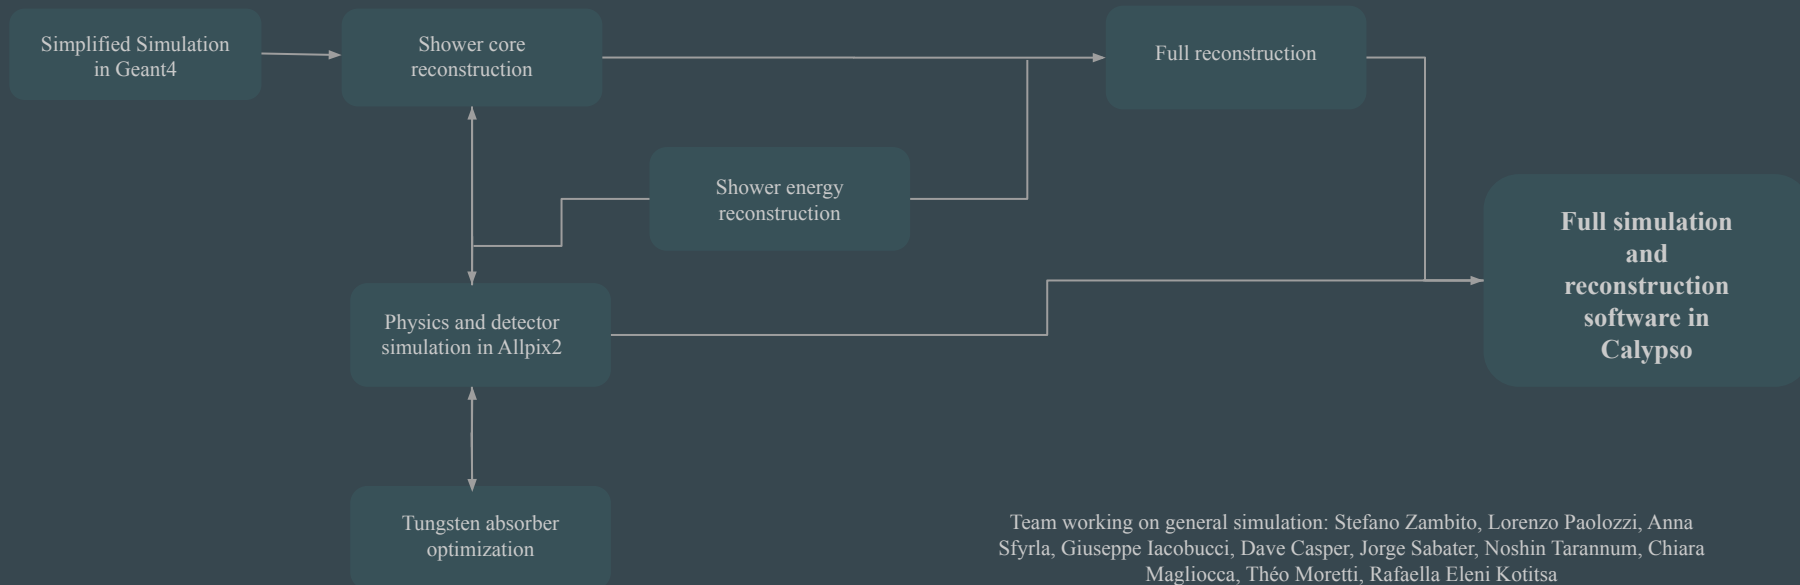 Simplified Simulation
in Geant4
Shower core
reconstruction
Full reconstruction
Shower energy
reconstruction
Full simulation
and
reconstruction
software in
Calypso
Physics and detector
simulation in Allpix2
Tungsten absorber
optimization
Team working on general simulation: Stefano Zambito, Lorenzo Paolozzi, Anna
Sfyrla, Giuseppe Iacobucci, Dave Casper, Jorge Sabater, Noshin Tarannum, Chiara
Magliocca, Théo Moretti, Rafaella Eleni Kotitsa